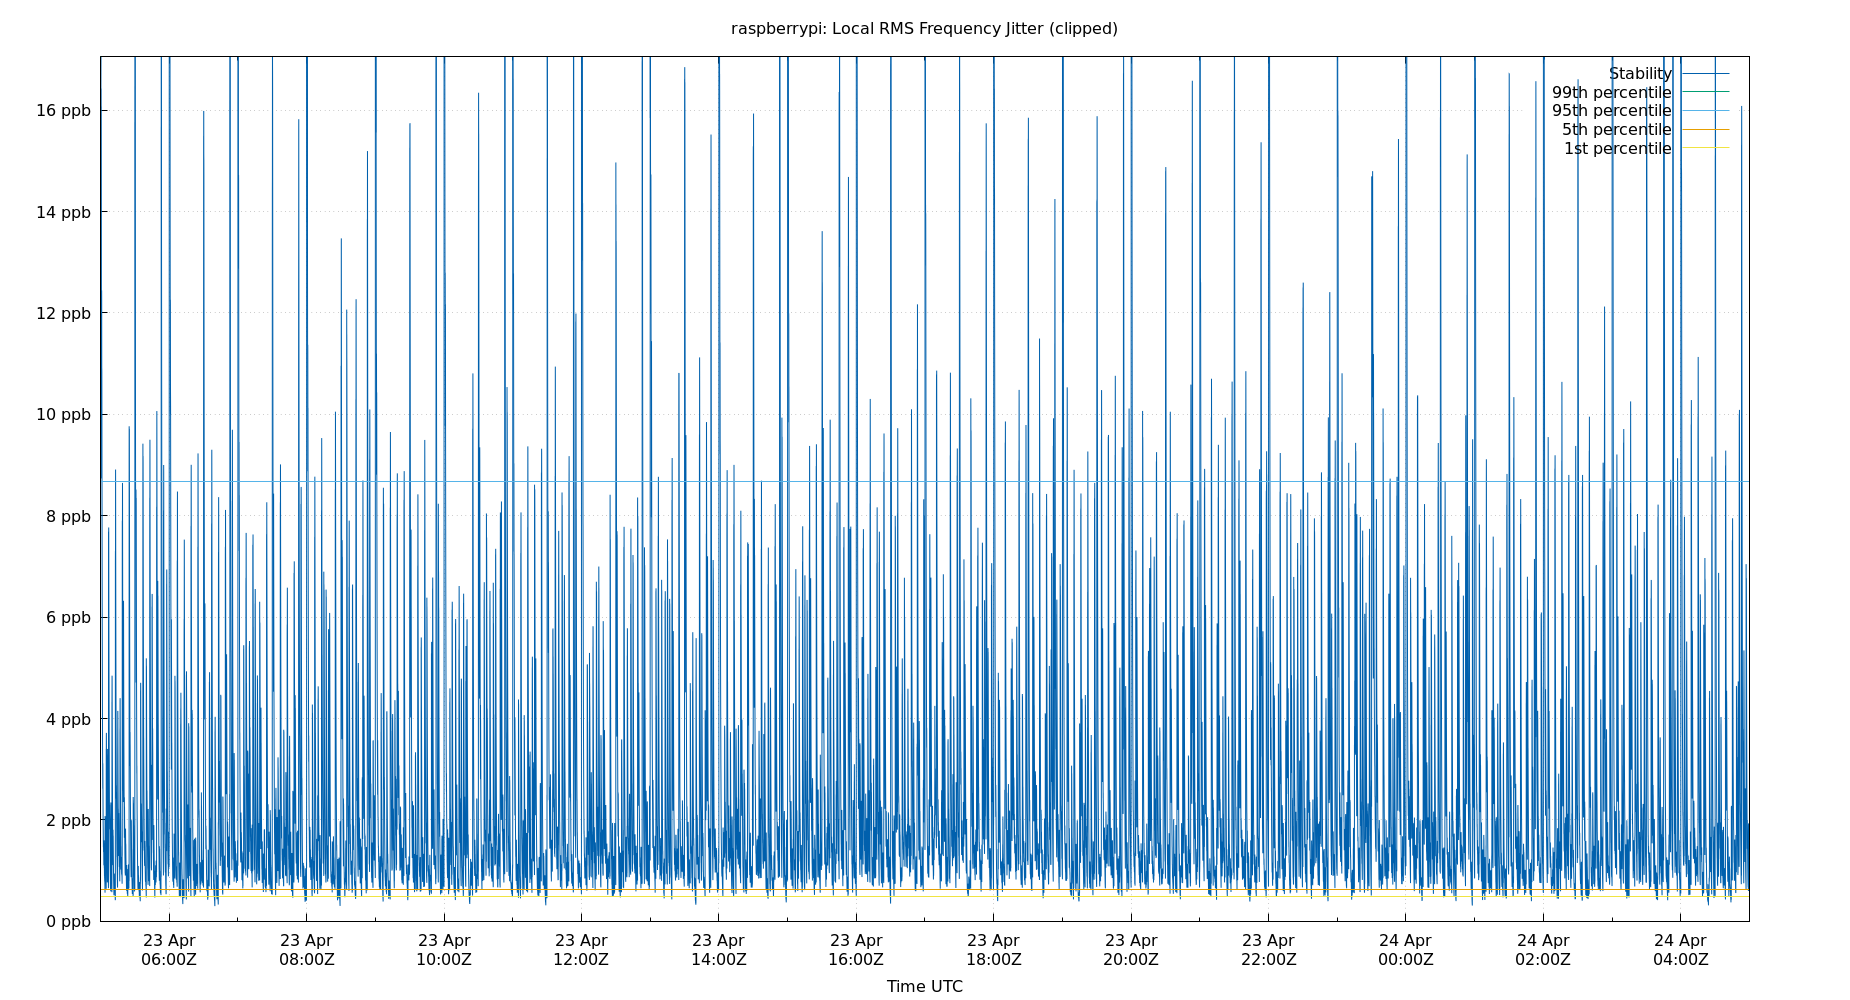 raspberrypi: Local RMS Frequency Jitter (clipped)
Stability
99th percentile
95th percentile
5th percentile
1st percentile
16 ppb
14 ppb
12 ppb
10 ppb
8 ppb
6 ppb
4 ppb
2 ppb
0 ppb
23 Apr 23 Apr 23 Apr 23 Apr 23 Apr 23 Apr 23 Apr 23 Apr 23 Apr 24 Apr 24 Apr 24 Apr
06:00Z 08:00Z 10:00Z 12:00Z 14:00Z 16:00Z 18:00Z 20:00Z 22:00Z 00:00Z 02:00Z 04:00Z
Time UTC